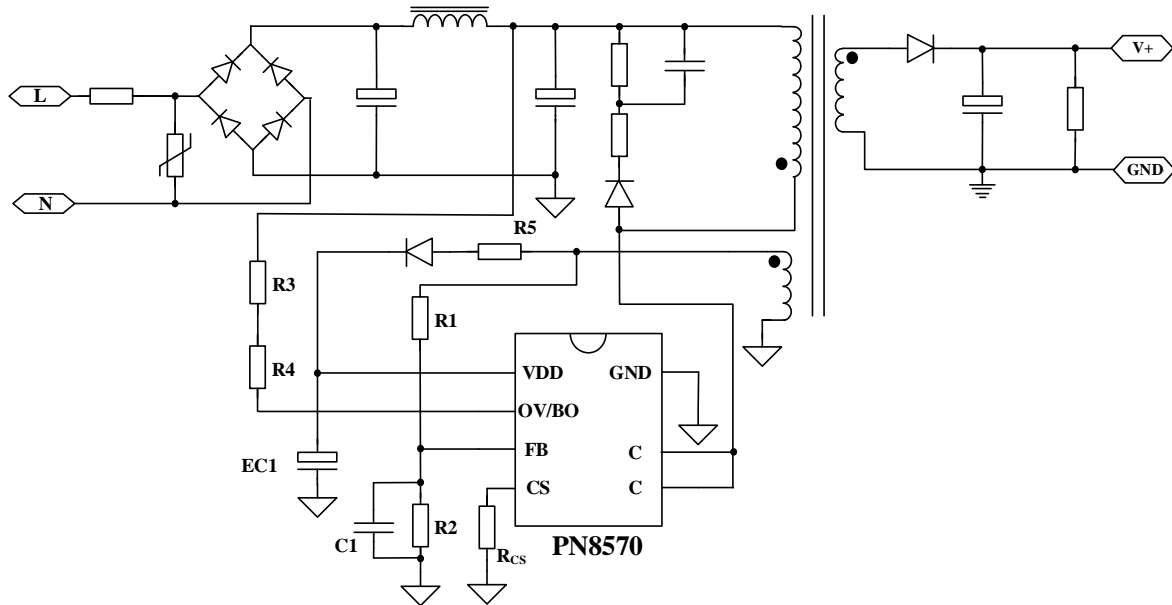 V+
L
GND
N
R5
R3
R1
R4
VDD
GND
OV/BO
FB
C
EC1
CS
C
R2
C1
RCS
PN8570